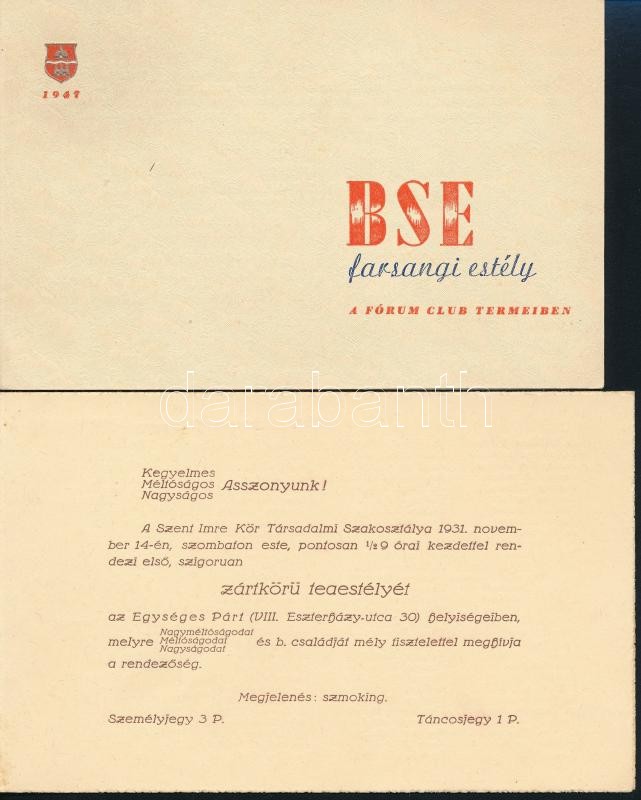 1947
BSE
farsangi estély
A FÓRUM CLUB TERMEIBEN
darabanth
Kegyelmes
Méltóságos Asszonyunk!
Nagyságos
A Szent Imre Kör Társadalmi Szakosztálya 1931. novem-
ber 14-én, szombaton este, pontosan 1/2 9 órai kezdettel ren-
dezi első, szigoruan
zártkörü teaestélyét
az Egységes Párt (VIII. Eszterházy-utca 30) helyiségeiben,
Nagyméltóságodat
melyre Méltóságodat és b. családját mély tisztelettel meghívja
Nagyságodat
a rendezőség.
Megjelenés: szmoking.
Személyjegy 3 P. Táncosjegy 1 P.